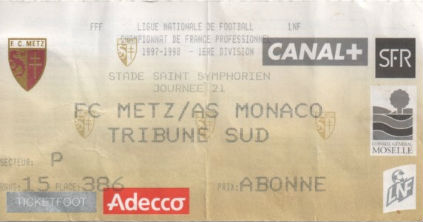 FFF LIGUE NATIONALE DE FOOTBALL LNF
CHAMPIONNAT DE FRANCE PROFESSIONNEL
1997-1998 - 1ERE DIVISION
F.C. METZ
CANAL+
SFR
STADE SAINT SYMPHORIEN
JOURNEE 21
FC METZ/AS MONACO
TRIBUNE SUD
CONSEIL GÉNÉRAL
MOSELLE
SECTEUR: P
RANG: 15 PLACE: 386
PRIX: ABONNE
TICKETFOOT
Adecco
LNF